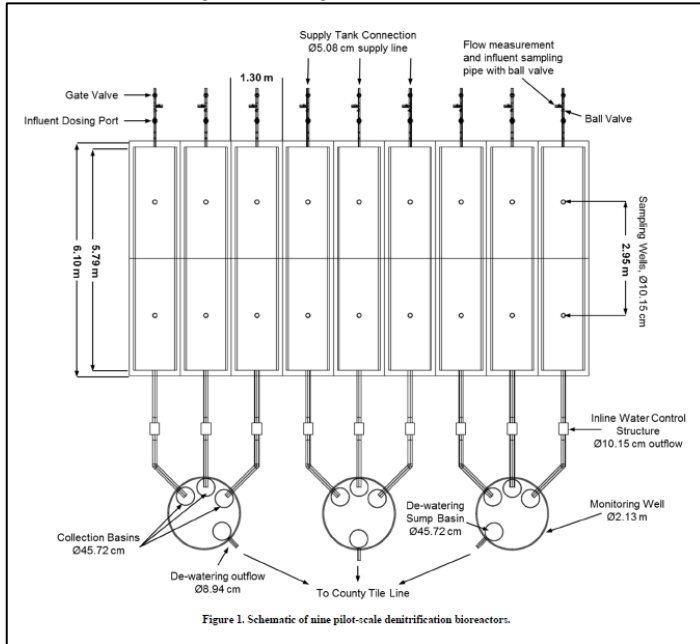 Supply Tank Connection
Ø5.08 cm supply line
Flow measurement
and influent sampling
pipe with ball valve
Gate Valve
1.30 m
Influent Dosing Port
Ball Valve
6.10 m
5.79 m
2.95 m
Sampling Wells, Ø10.15 cm
Inline Water Control
Structure
Ø10.15 cm outflow
Collection Basins
Ø45.72 cm
De-watering
Sump Basin
Ø45.72 cm
Monitoring Well
Ø2.13 m
De-watering outflow
Ø8.94 cm
To County Tile Line
Figure 1. Schematic of nine pilot-scale denitrification bioreactors.